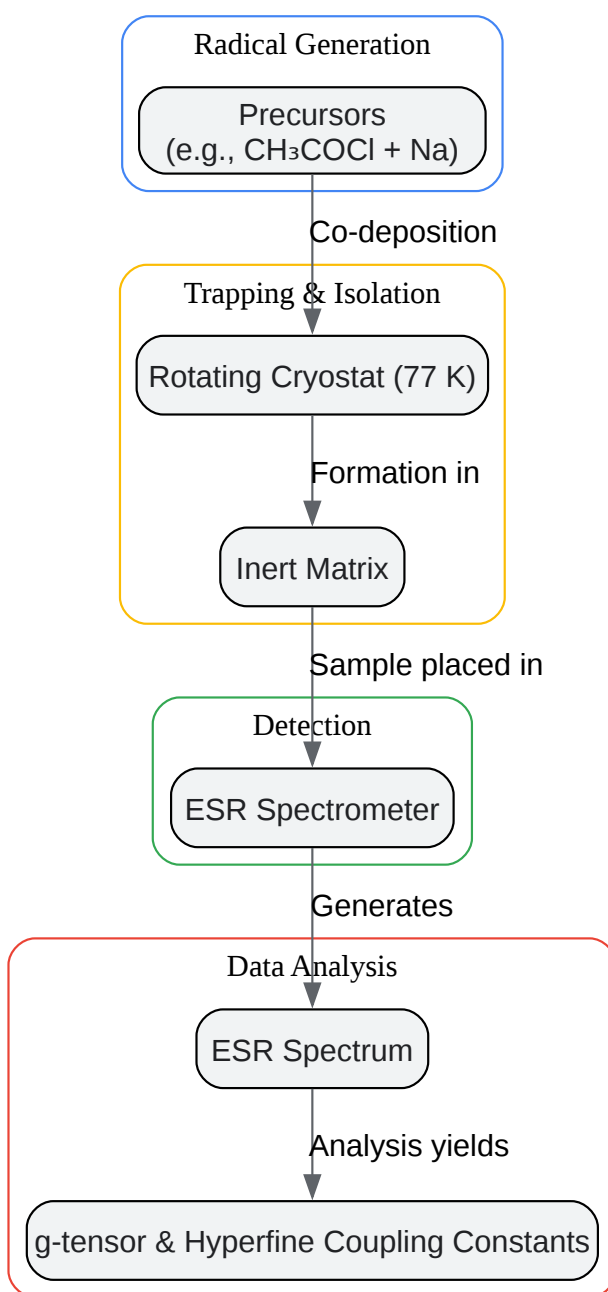 Radical Generation
Precursors
(e.g., CH₃COCl + Na)
Co-deposition
Trapping & Isolation
Rotating Cryostat (77 K)
Formation in
Inert Matrix
Sample placed in
Detection
ESR Spectrometer
Generates
Data Analysis
ESR Spectrum
Analysis yields
g-tensor & Hyperfine Coupling Constants